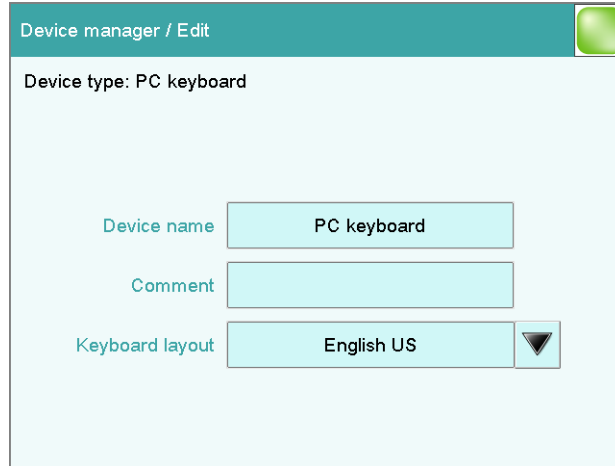 Device manager / Edit
Device type: PC keyboard
Device name PC keyboard
Comment
Keyboard layout English US